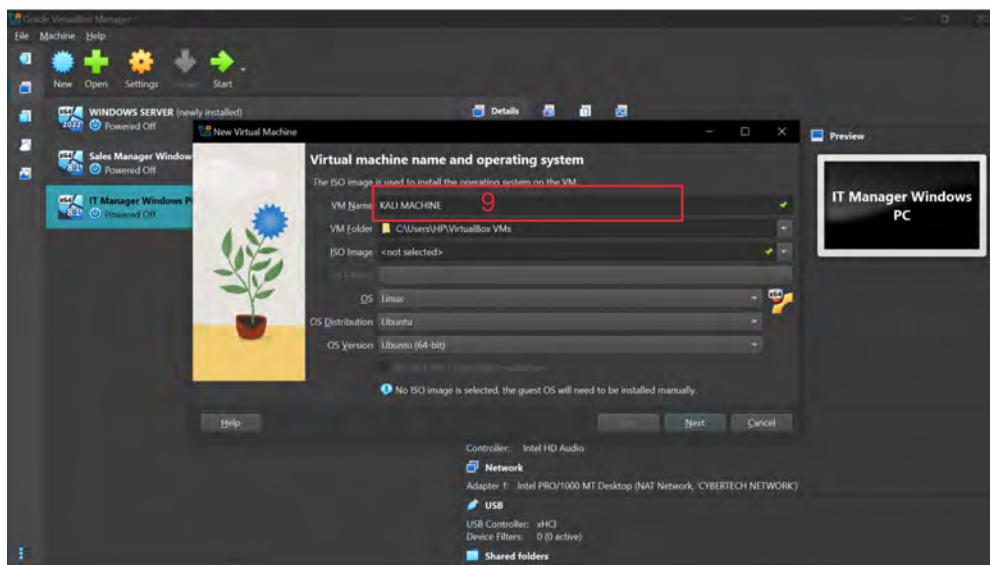 Oracle VirtualBox Manager
File Machine Help
New Open Settings Start
WINDOWS SERVER (newly installed)
Powered Off
2022
Details
New Virtual Machine
Preview
Sales Manager Window
Powered Off
8.1
IT Manager Windows P
Powered Off
8.1
Virtual machine name and operating system
The ISO image is used to install the operating system on the VM.
VM Name KALI MACHINE 9
VM Folder C:\Users\HP\VirtualBox VMs
ISO Image <not selected>
OS Linux
x64
OS Distribution Ubuntu
OS Version Ubuntu (64-bit)
No ISO image is selected, the guest OS will need to be installed manually.
Help Next Cancel
IT Manager Windows
PC
Controller: Intel HD Audio
Network
Adapter 1: Intel PRO/1000 MT Desktop (NAT Network, 'CYBERTECH NETWORK')
USB
USB Controller: xHCI
Device Filters: 0 (0 active)
Shared folders